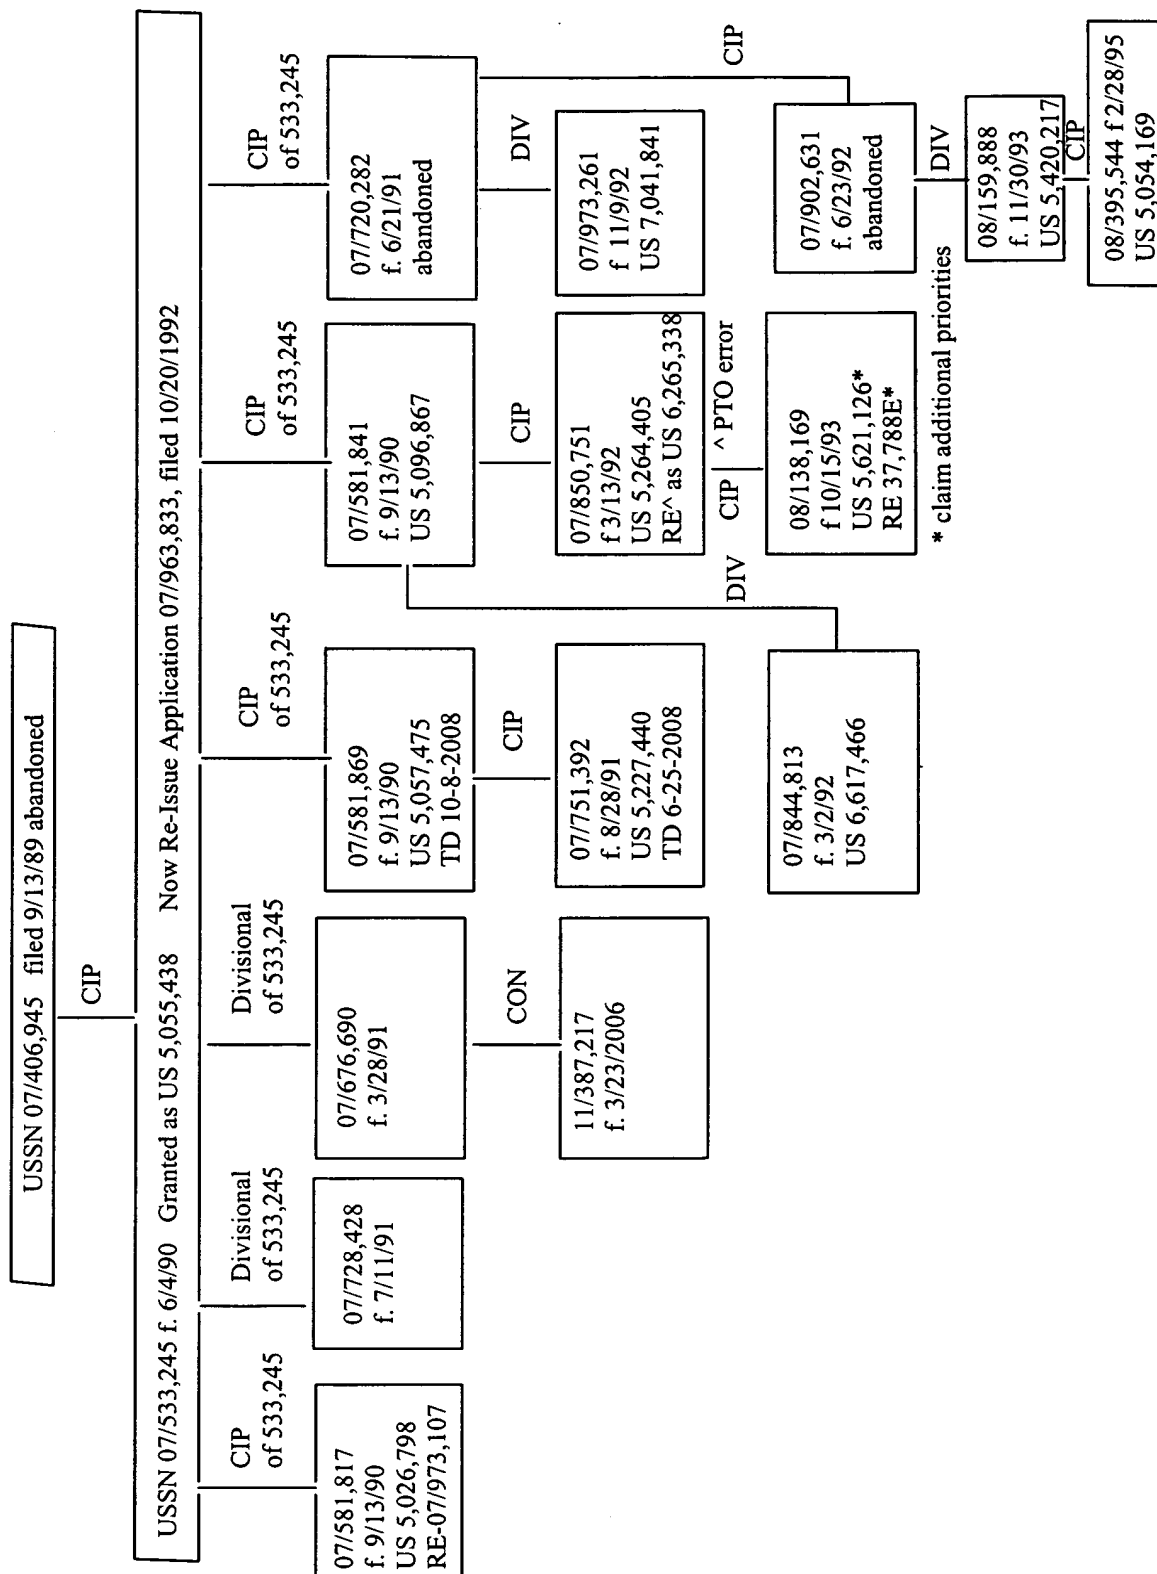 USSN 07/406,945 filed 9/13/89 abandoned
CIP
USSN 07/533,245 f. 6/4/90 Granted as US 5,055,438 Now Re-Issue Application 07/963,833, filed 10/20/1992
CIP
of 533,245
Divisional
of 533,245
Divisional
of 533,245
CIP
of 533,245
CIP
of 533,245
CIP
of 533,245
07/581,817
f. 9/13/90
US 5,026,798
RE-07/973,107
07/728,428
f. 7/11/91
07/676,690
f. 3/28/91
07/581,869
f. 9/13/90
US 5,057,475
TD 10-8-2008
07/581,841
f. 9/13/90
US 5,096,867
07/720,282
f. 6/21/91
abandoned
CON
CIP
CIP
DIV
CIP
11/387,217
f. 3/23/2006
07/751,392
f. 8/28/91
US 5,227,440
TD 6-25-2008
07/850,751
f 3/13/92
US 5,264,405
RE^ as US 6,265,338
07/973,261
f 11/9/92
US 7,041,841
DIV
CIP
^ PTO error
07/844,813
f. 3/2/92
US 6,617,466
08/138,169
f 10/15/93
US 5,621,126*
RE 37,788E*
07/902,631
f. 6/23/92
abandoned
* claim additional priorities
DIV
08/159,888
f. 11/30/93
US 5,420,217
CIP
08/395,544 f 2/28/95
US 5,054,169